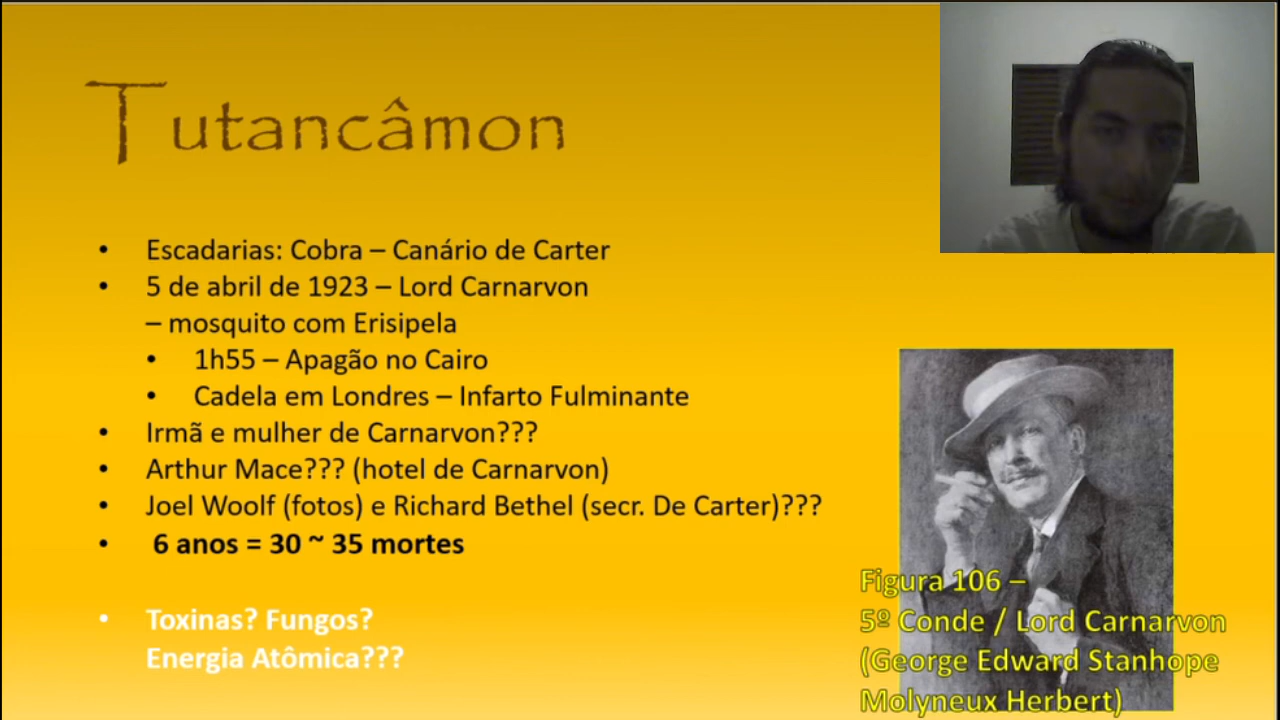 Tutancâmon
• Escadarias: Cobra – Canário de Carter
• 5 de abril de 1923 – Lord Carnarvon
– mosquito com Erisipela
• 1h55 – Apagão no Cairo
• Cadela em Londres – Infarto Fulminante
• Irmã e mulher de Carnarvon???
• Arthur Mace??? (hotel de Carnarvon)
• Joel Woolf (fotos) e Richard Bethel (secr. De Carter)???
• 6 anos = 30 ~ 35 mortes
• Toxinas? Fungos?
Energia Atômica???
Figura 106 –
5º Conde / Lord Carnarvon
(George Edward Stanhope
Molyneux Herbert)